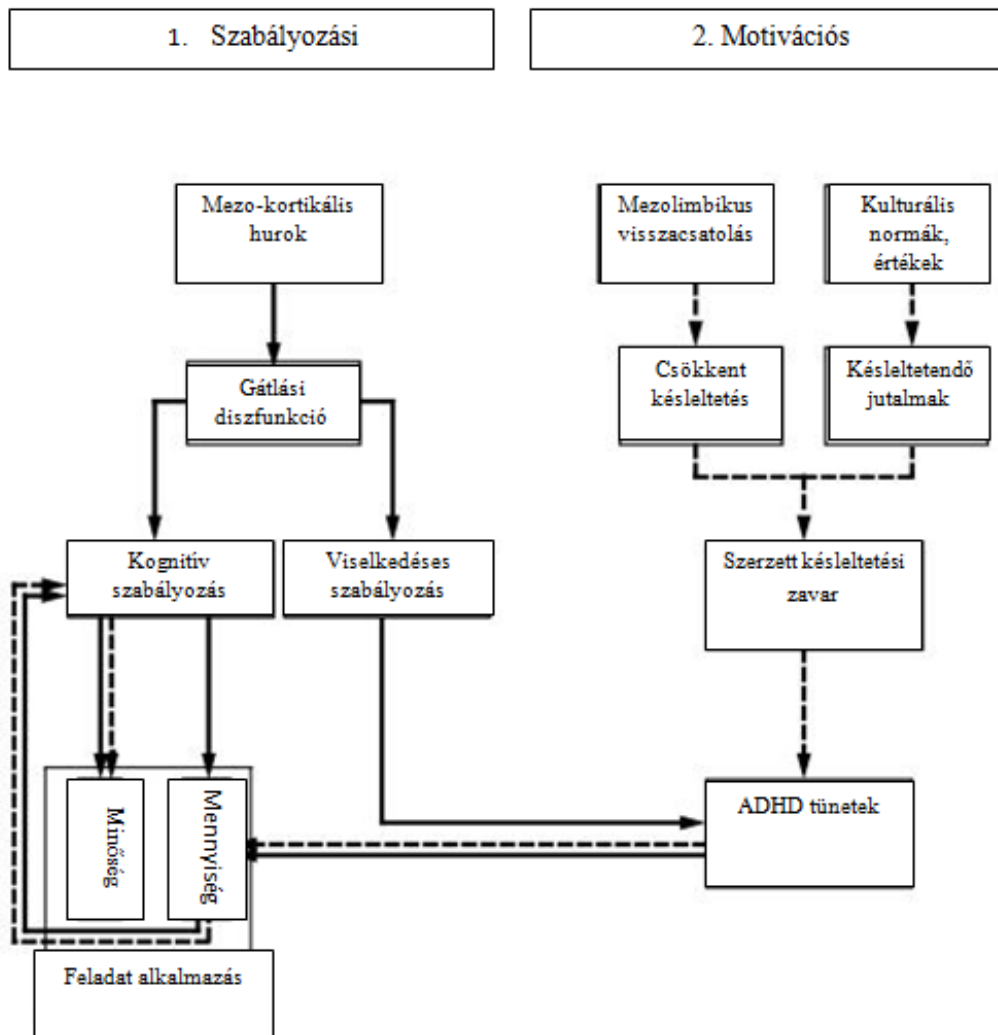 1. Szabályozási
2. Motivációs
Mezo-kortikális
hurok
Mezolimbikus
visszacsatolás
Kulturális
normák,
értékek
Gátlási
diszfunkció
Csökkent
késleltetés
Késleltetendő
jutalmak
Kognitív
szabályozás
Viselkedéses
szabályozás
Szerzett késleltetési
zavar
Minőség
Mennyiség
ADHD tünetek
Feladat alkalmazás